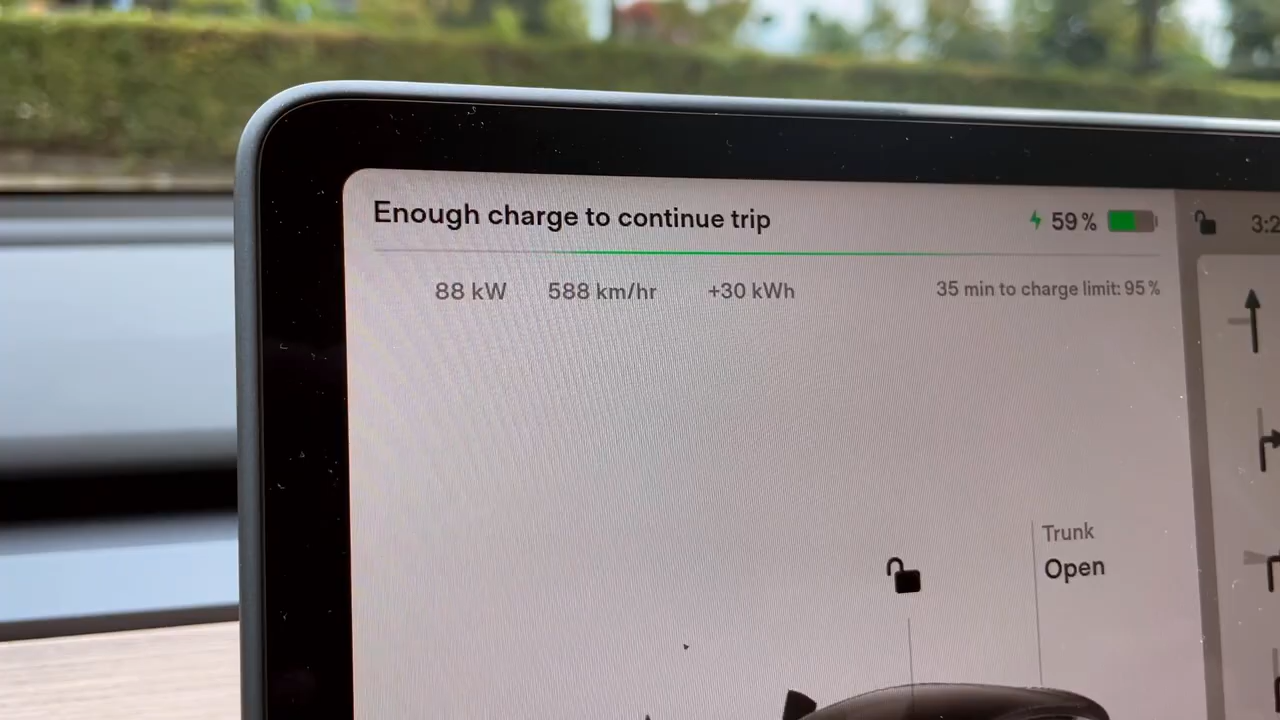 Enough charge to continue trip
59 %
88 kW
588 km/hr
+30 kWh
35 min to charge limit: 95 %
Trunk
Open